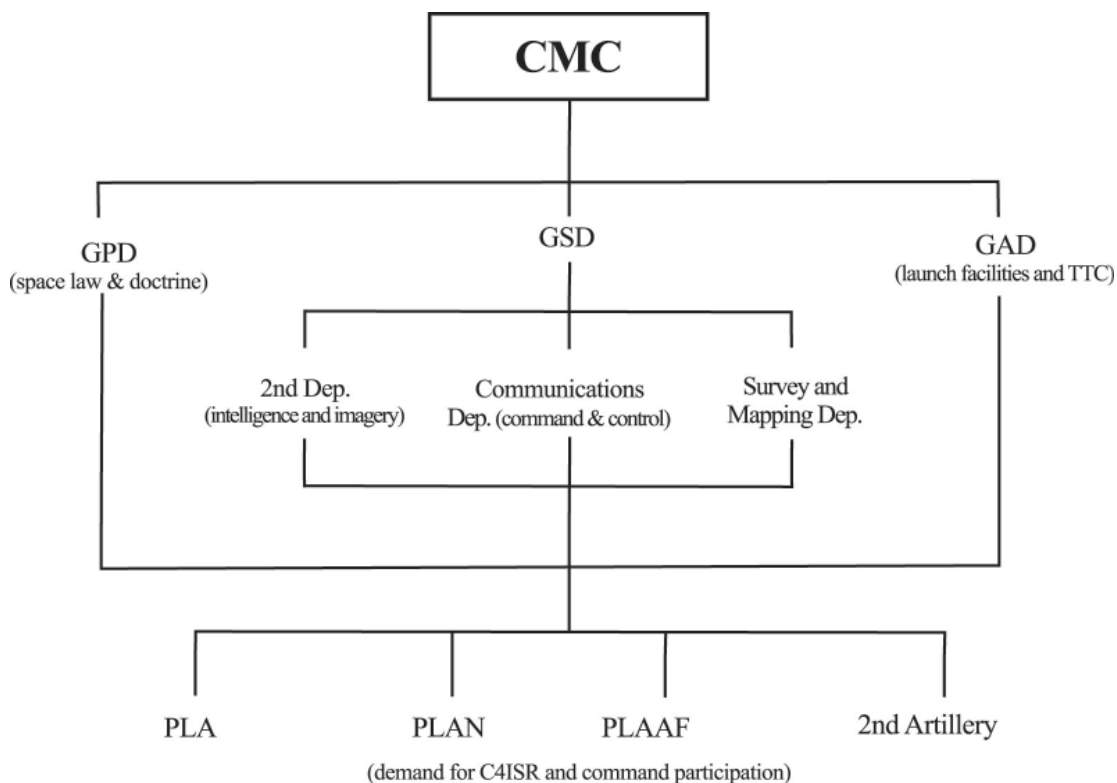 CMC
GPD
(space law & doctrine)
GSD
GAD
(launch facilities and TTC)
2nd Dep.
(intelligence and imagery)
Communications
Dep. (command & control)
Survey and
Mapping Dep.
PLA
PLAN
PLAAF
2nd Artillery
(demand for C4ISR and command participation)